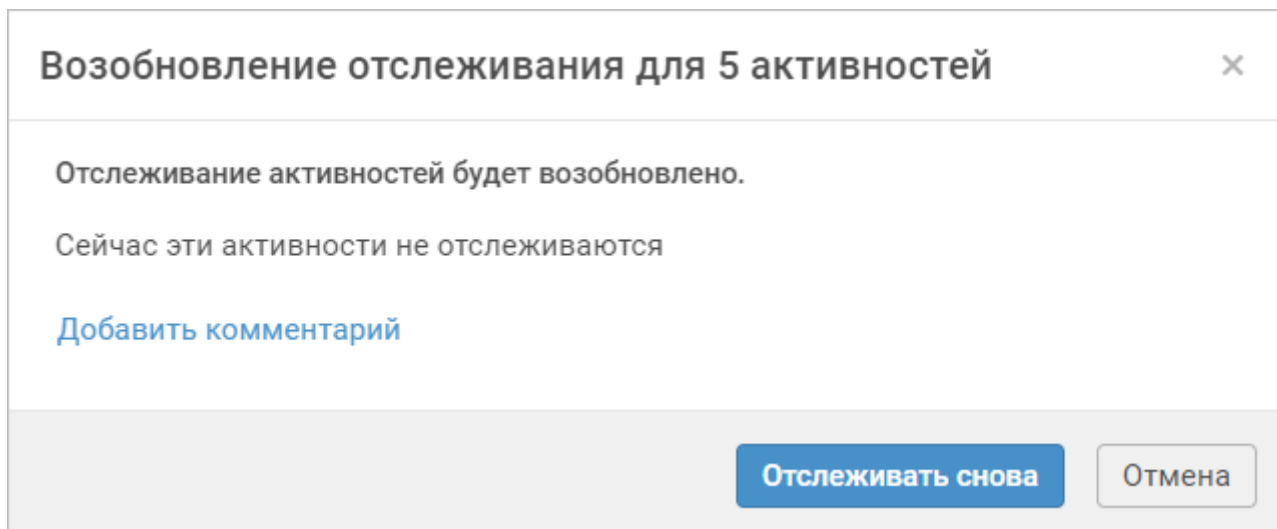 Возобновление отслеживания для 5 активностей
Отслеживание активностей будет возобновлено.
Сейчас эти активности не отслеживаются
Добавить комментарий
Отслеживать снова
Отмена